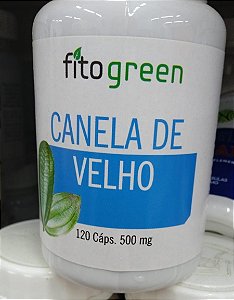 fitogreen
CANELA DE
VELHO
120 Cáps. 500 mg